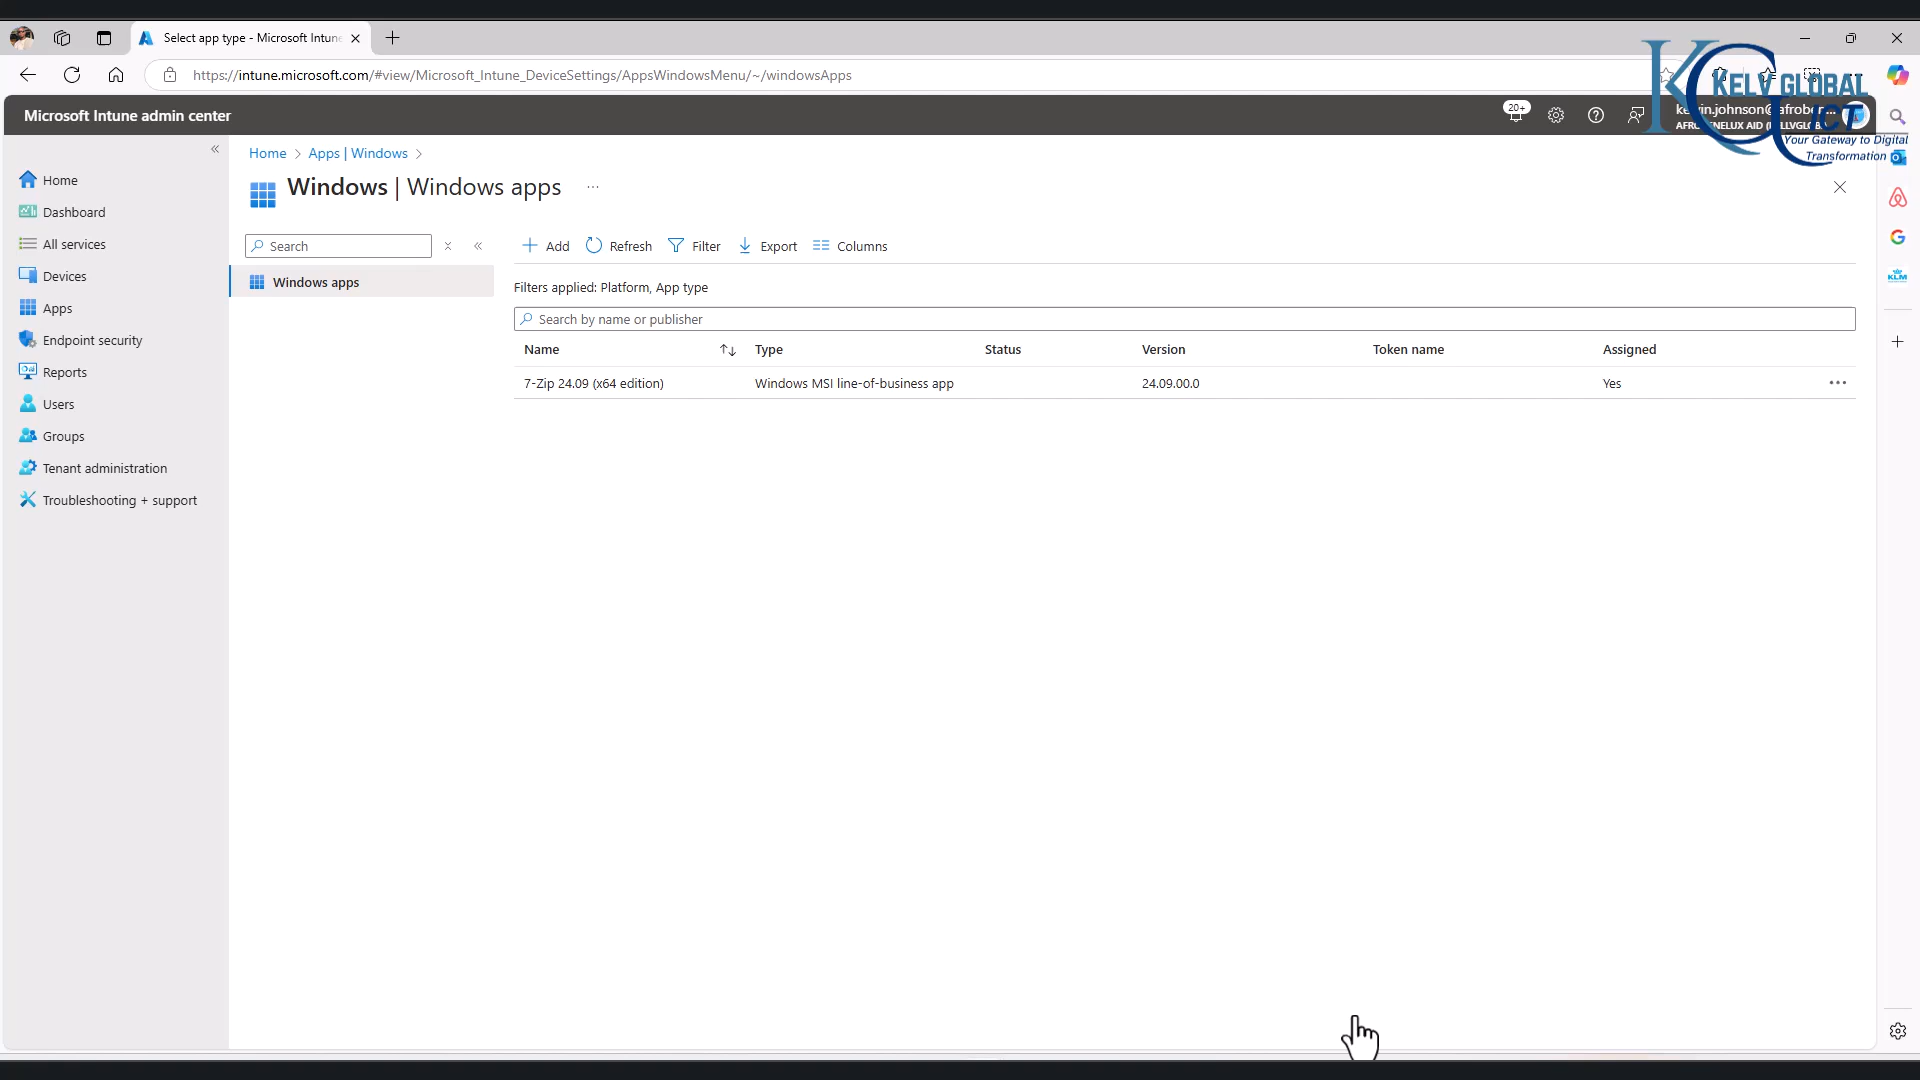 Select app type - Microsoft Intune
https://intune.microsoft.com/#view/Microsoft_Intune_DeviceSettings/AppsWindowsMenu/~/windowsApps
KELV GLOBAL
ICT
Your Gateway to Digital
Transformation
Microsoft Intune admin center
20+
Home
Dashboard
All services
Devices
Apps
Endpoint security
Reports
Users
Groups
Tenant administration
Troubleshooting + support
Home > Apps | Windows >
Windows | Windows apps ...
Search
Windows apps
Add Refresh Filter Export Columns
Filters applied: Platform, App type
Search by name or publisher
Name Type Status Version Token name Assigned
7-Zip 24.09 (x64 edition) Windows MSI line-of-business app 24.09.00.0 Yes ...
KLM